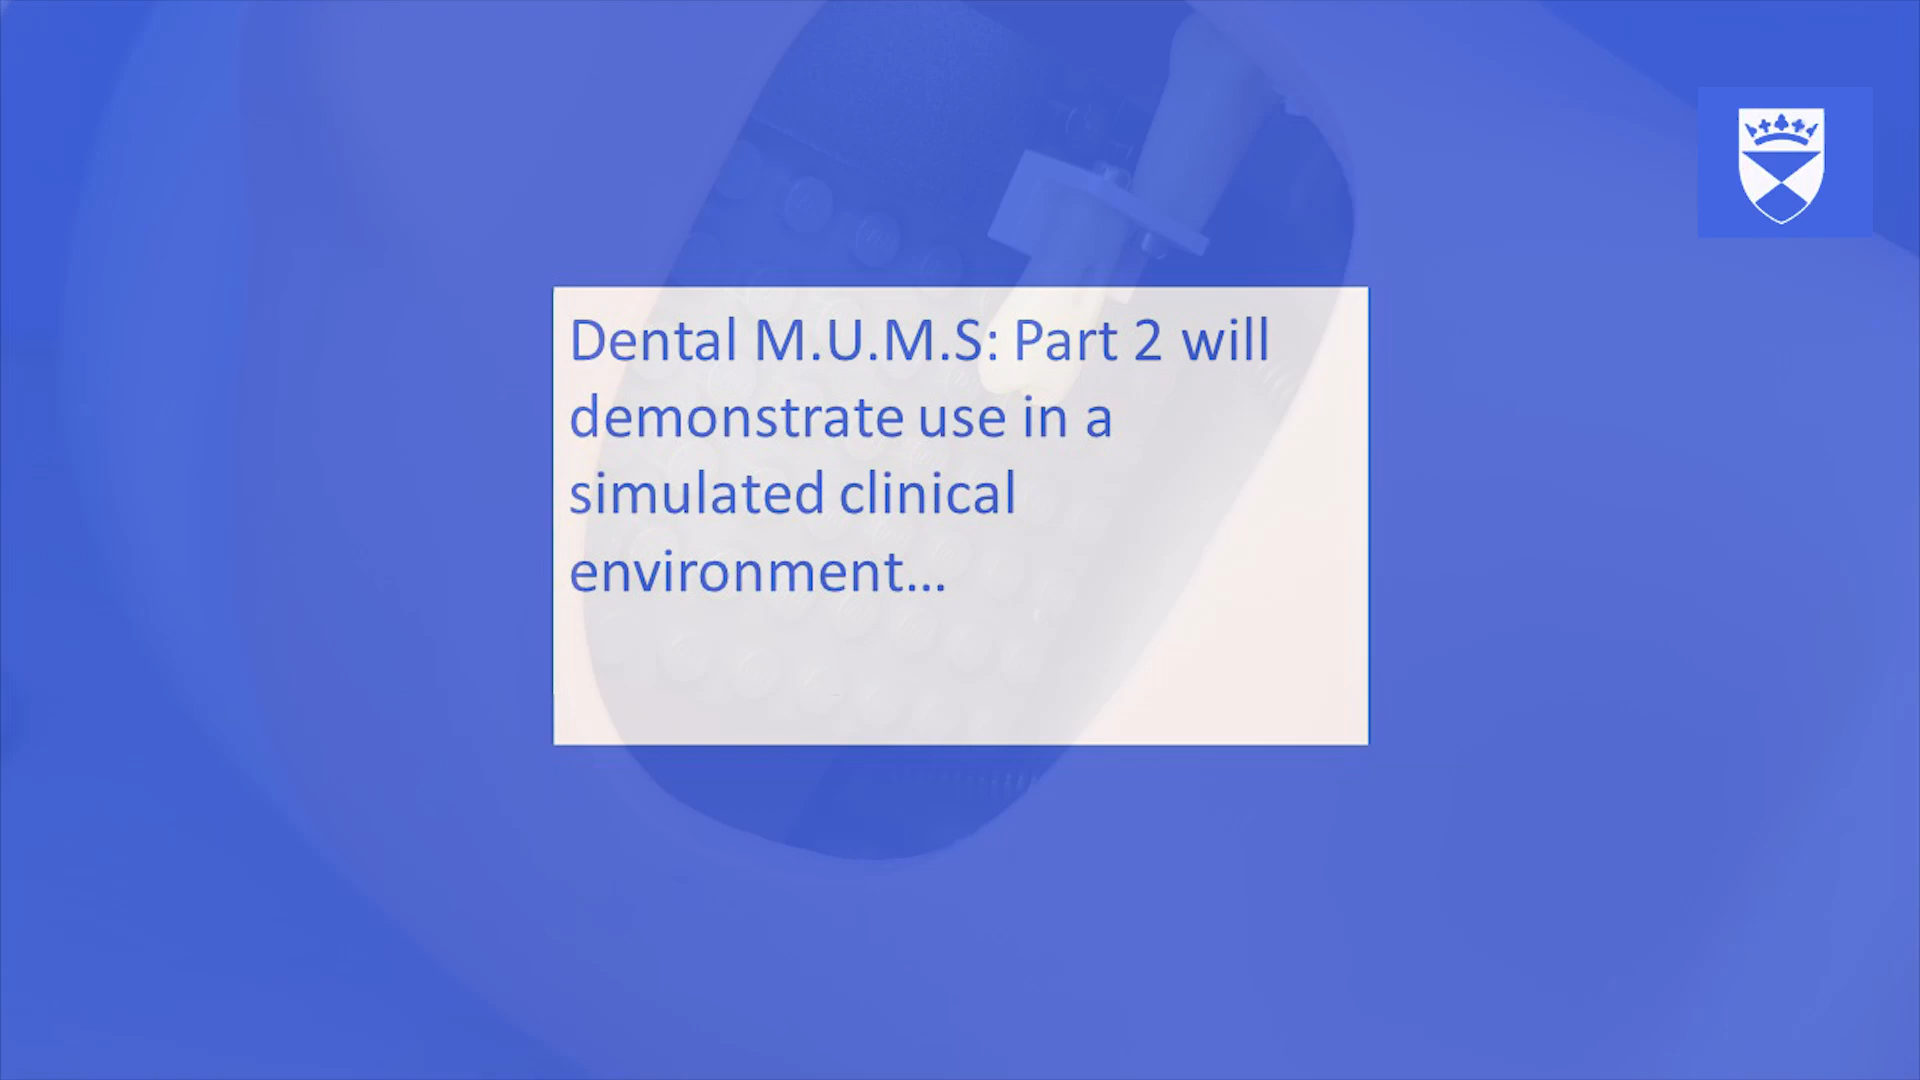 Dental M.U.M.S: Part 2 will
demonstrate use in a
simulated clinical
environment...